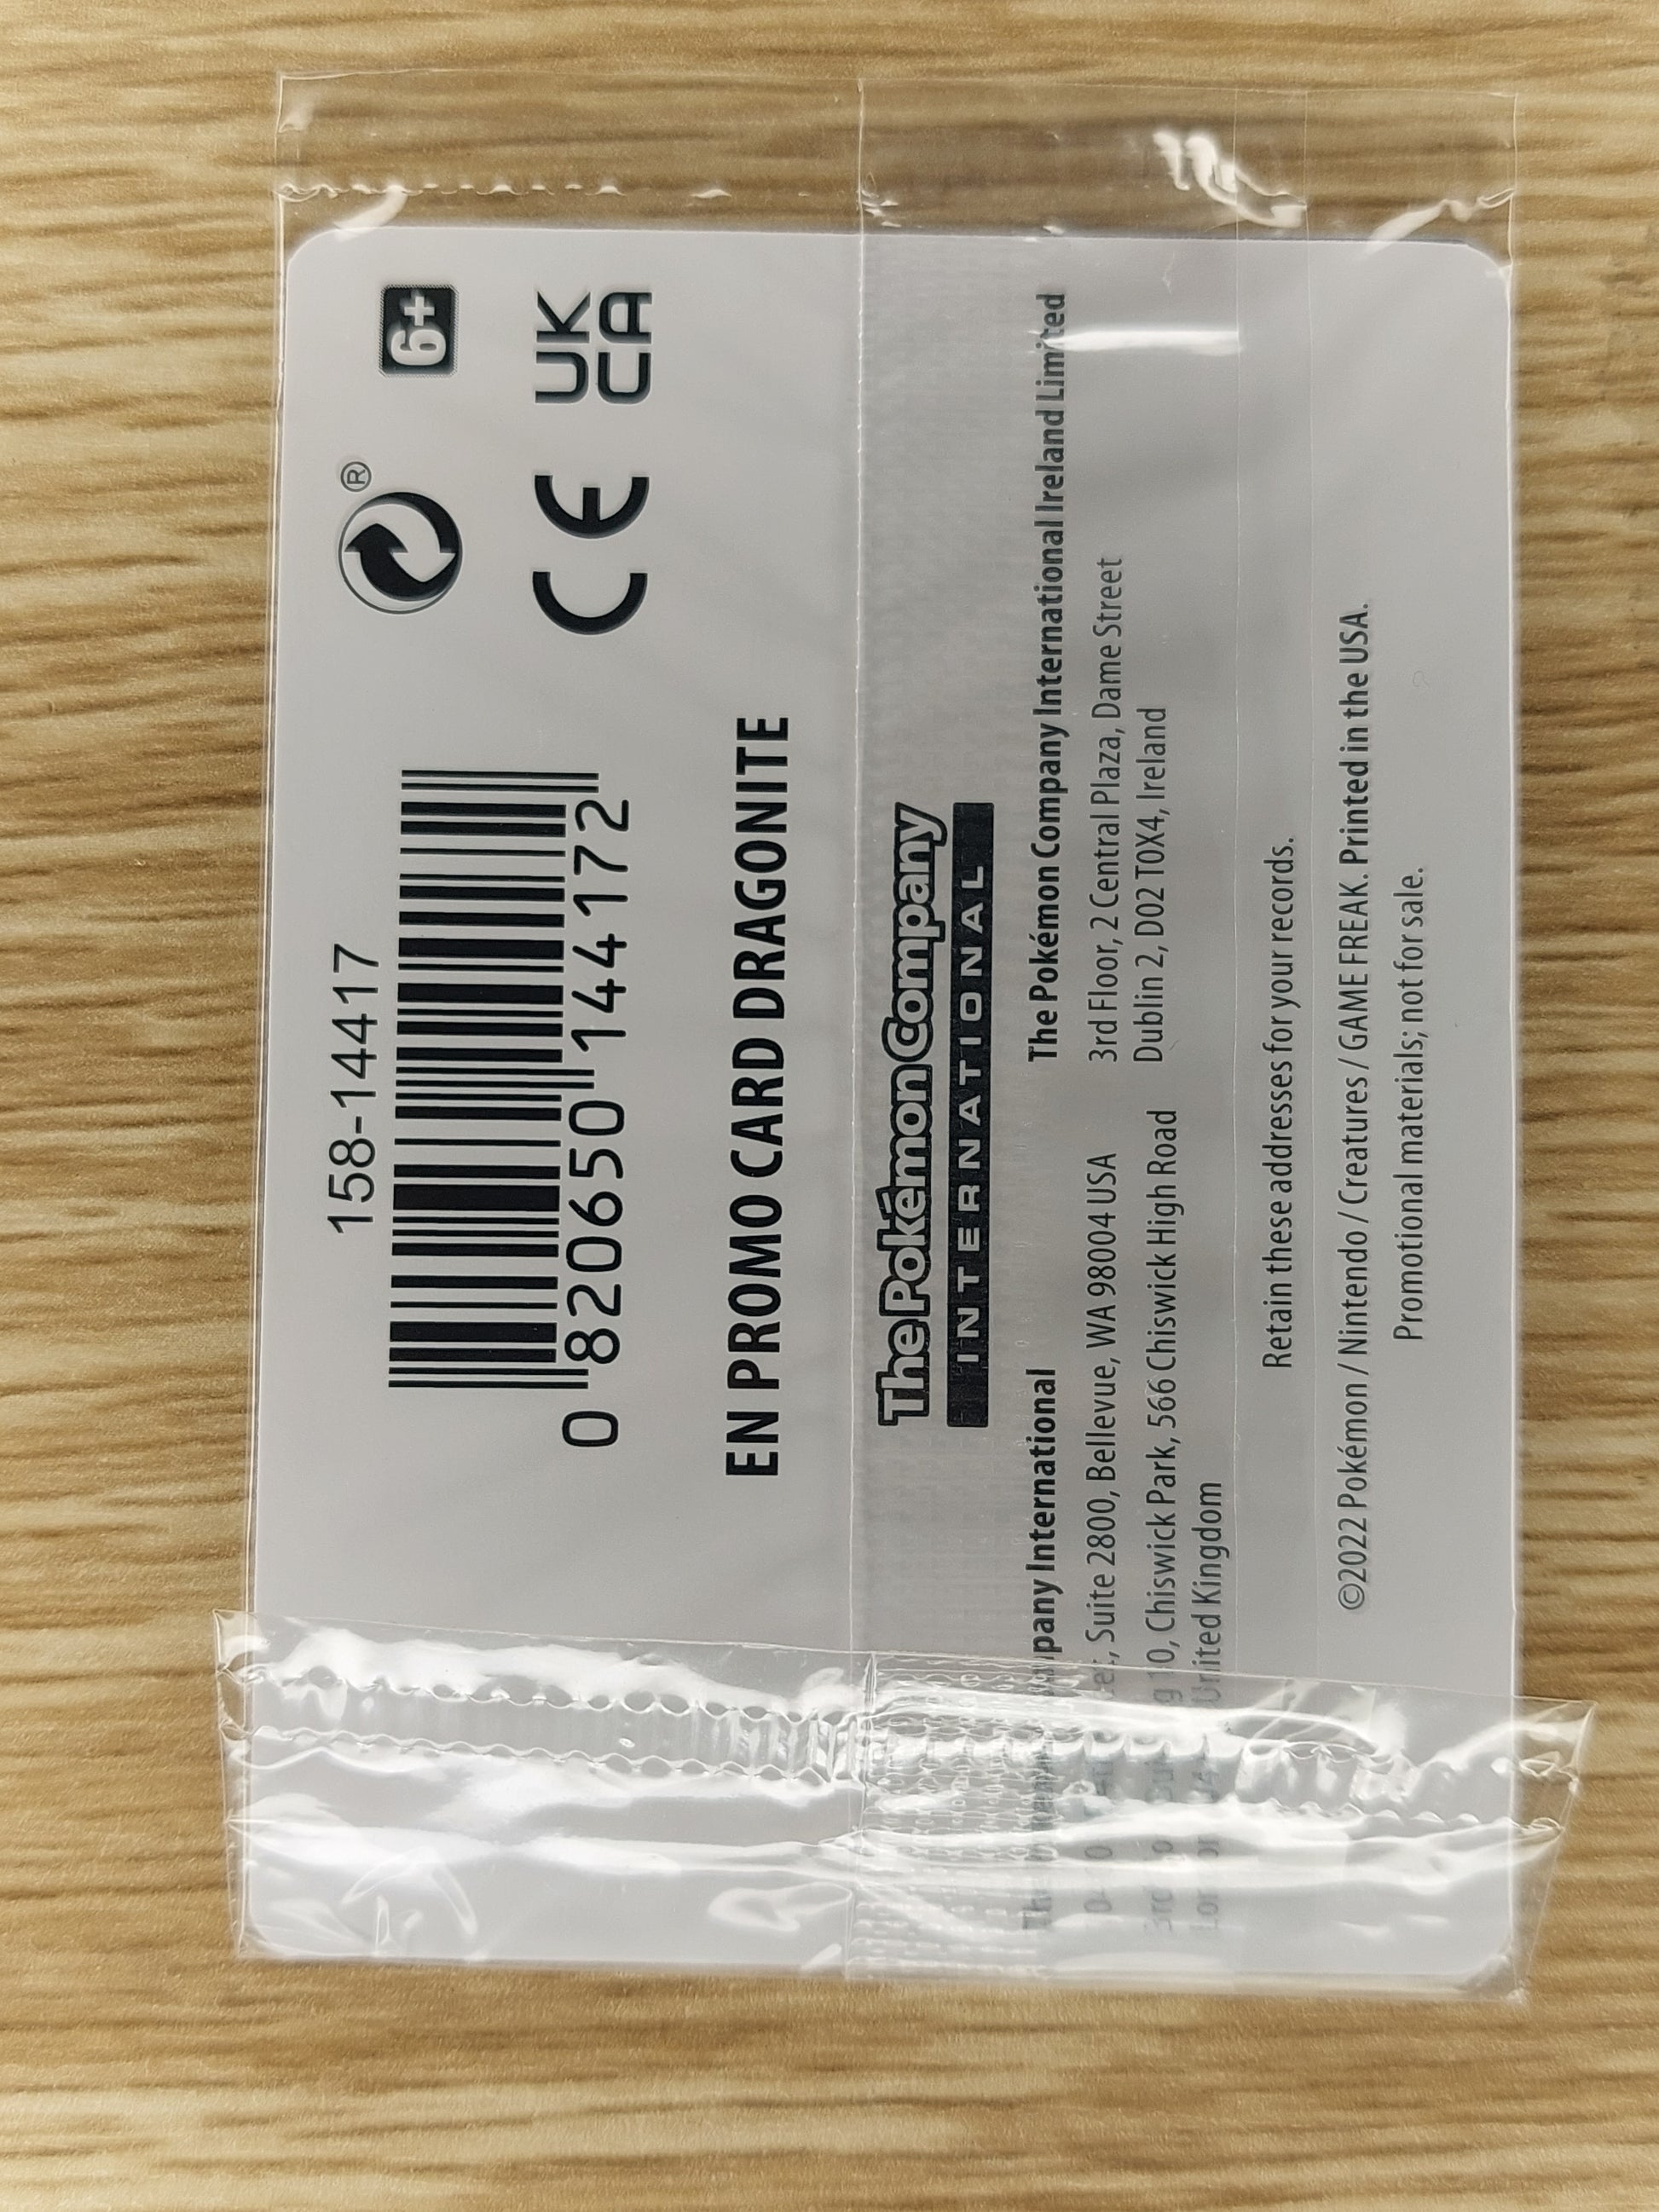 158-14417
0 82065014417 2
® 6+
CE UK
CA
EN PROMO CARD DRAGONITE
The Pokémon Company
INTERNATIONAL
International
Suite 2800, Bellevue, WA 98004 USA
Chiswick Park, 566 Chiswick High Road
United Kingdom
The Pokémon Company International Ireland Limited
3rd Floor, 2 Central Plaza, Dame Street
Dublin 2, D02 T0X4, Ireland
Retain these addresses for your records.
©2022 Pokémon / Nintendo / Creatures / GAME FREAK. Printed in the USA.
Promotional materials; not for sale.